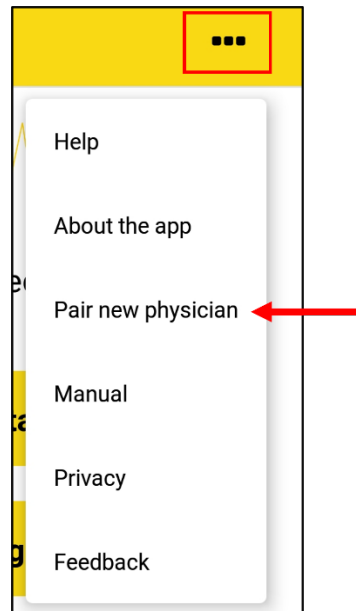 Help
About the app
Pair new physician
Manual
Privacy
Feedback